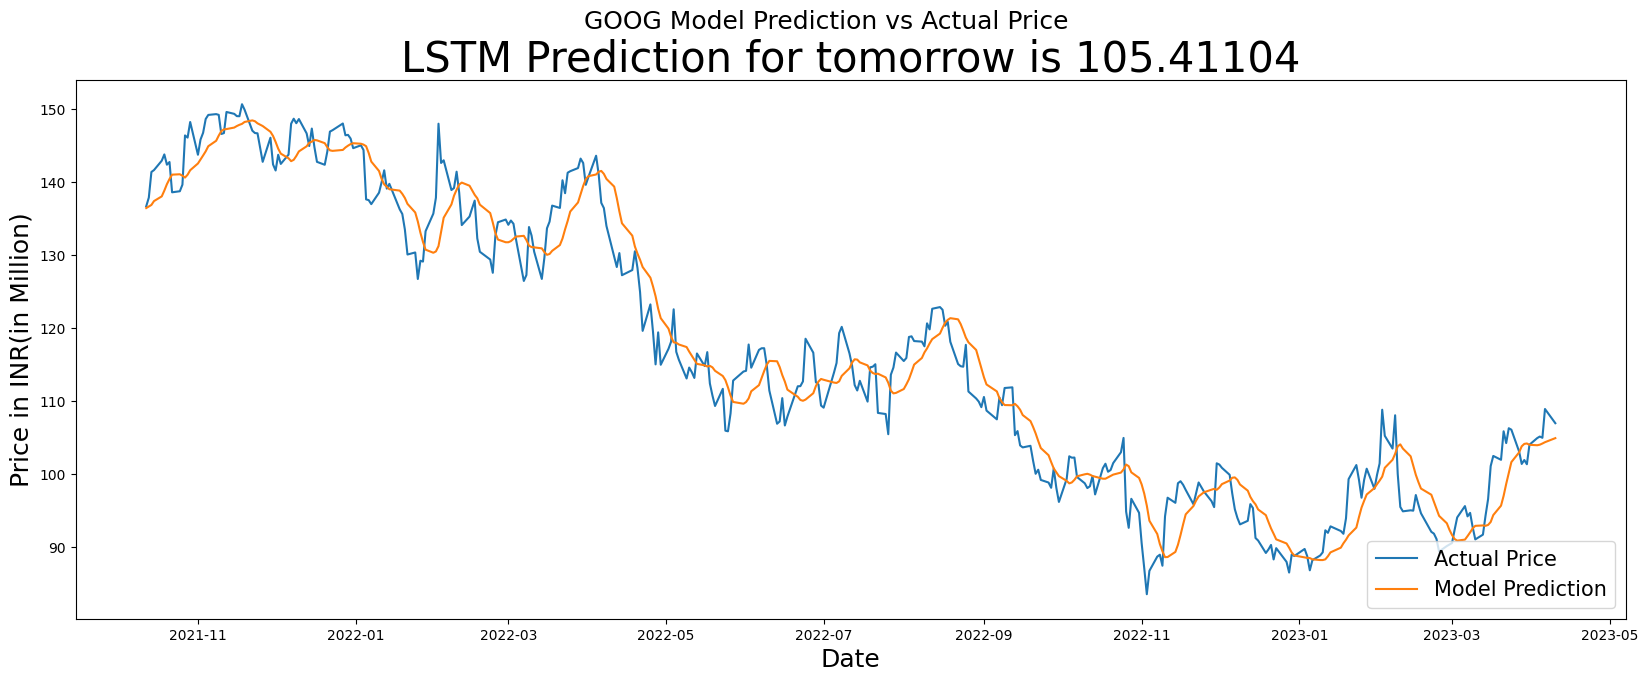 GOOG Model Prediction vs Actual Price
LSTM Prediction for tomorrow is 105.41104
Price in INR(in Million)
150
140
130
120
110
100
90
Actual Price
Model Prediction
2021-11 2022-01 2022-03 2022-05 2022-07 2022-09 2022-11 2023-01 2023-03 2023-05
Date